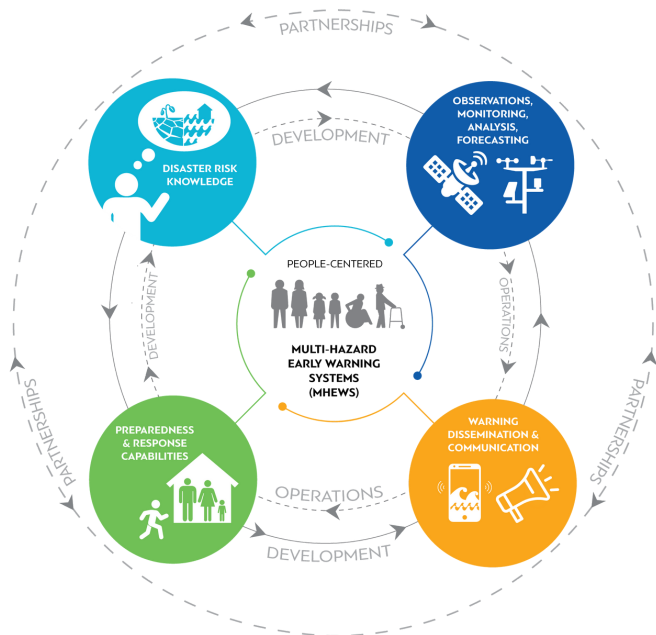 PARTNERSHIPS
DEVELOPMENT
OBSERVATIONS,
MONITORING,
ANALYSIS,
FORECASTING
DISASTER RISK
KNOWLEDGE
PEOPLE-CENTERED
DEVELOPMENT
OPERATIONS
MULTI-HAZARD
EARLY WARNING
SYSTEMS
(MHEWS)
PARTNERSHIPS
PARTNERSHIPS
PREPAREDNESS
& RESPONSE
CAPABILITIES
WARNING
DISSEMINATION &
COMMUNICATION
OPERATIONS
DEVELOPMENT